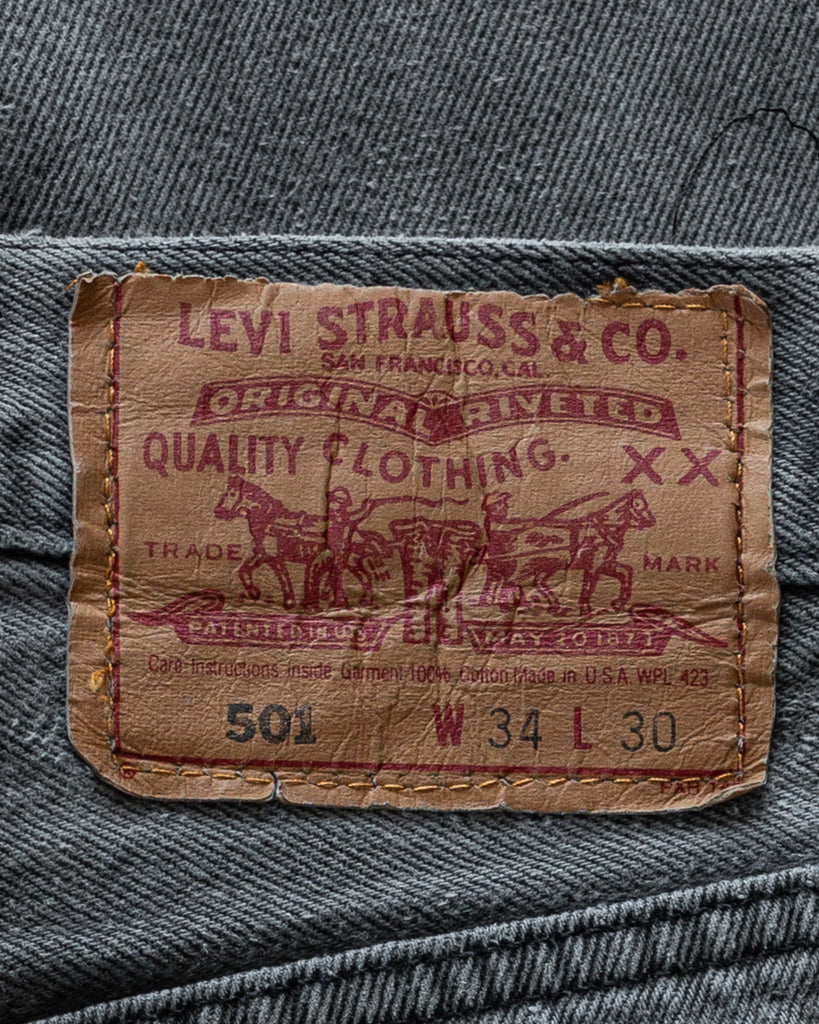 LEVI STRAUSS & CO.
SAN FRANCISCO, CAL.
ORIGINAL RIVETED
QUALITY CLOTHING. XX
TRADE MARK
MAY 20 1873
Care Instructions Inside Garment 100% Cotton Made in U.S.A. WPL 423
501 W 34 L 30